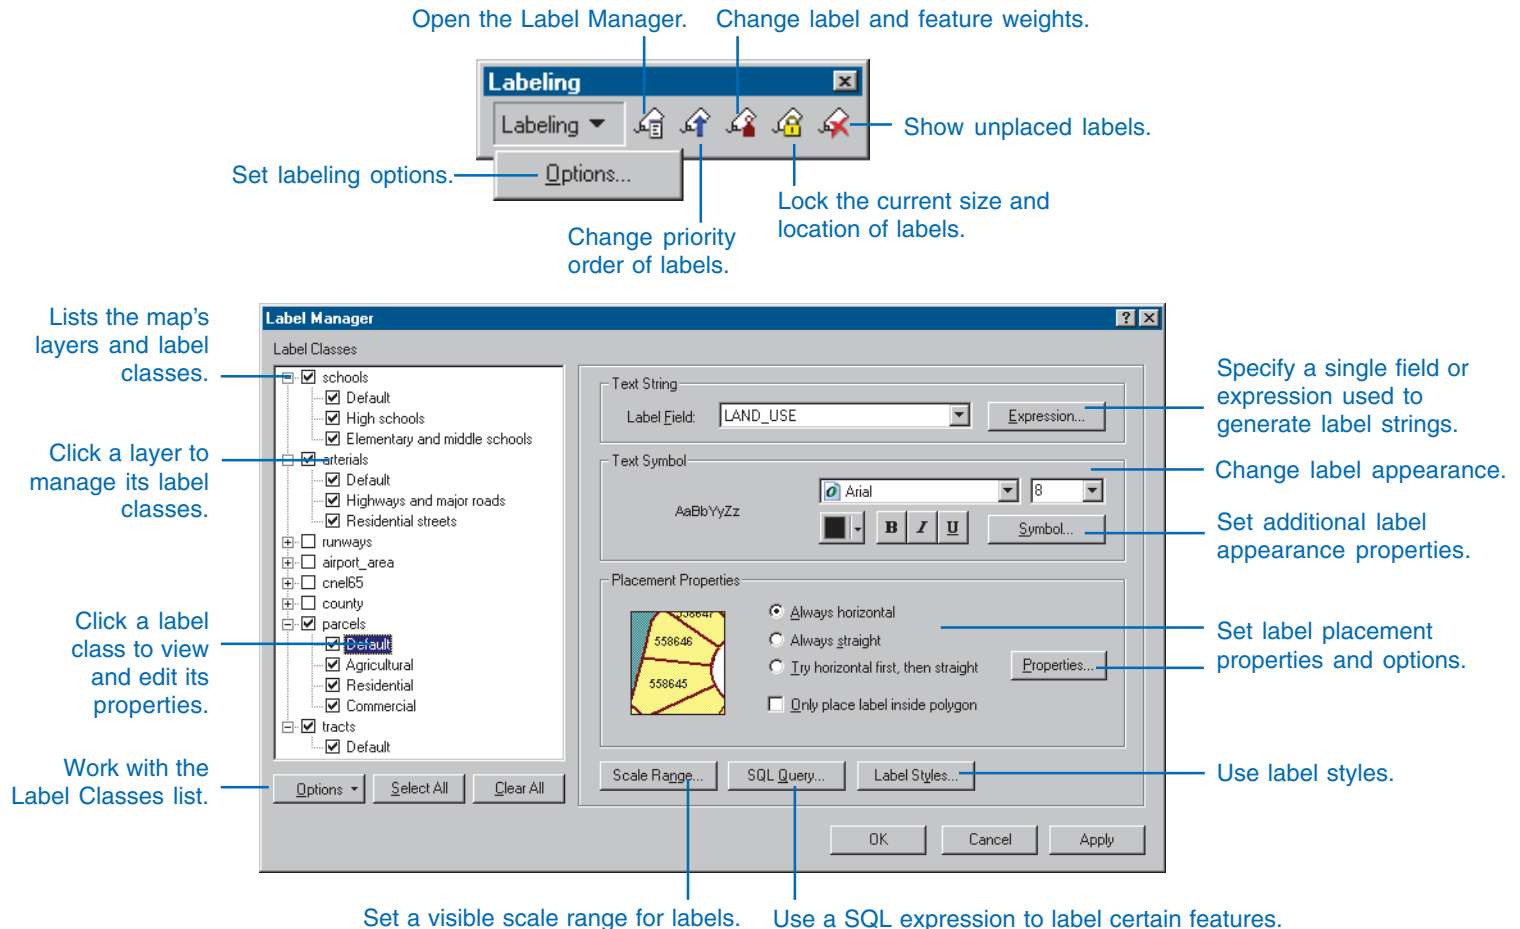 Open the Label Manager.
Change label and feature weights.
Labeling
Labeling
Show unplaced labels.
Set labeling options.
Options...
Lock the current size and
location of labels.
Change priority
order of labels.
Lists the map's
layers and label
classes.
Click a layer to
manage its label
classes.
Click a label
class to view
and edit its
properties.
Work with the
Label Classes list.
Label Manager
Label Classes
schools
Default
High schools
Elementary and middle schools
arterials
Default
Highways and major roads
Residential streets
runways
airport_area
cnel65
county
parcels
Default
Agricultural
Residential
Commercial
tracts
Default
Options
Select All
Clear All
Text String
Label Field:
LAND_USE
Expression...
Text Symbol
AaBbYyZz
Arial
8
B I U
Symbol...
Placement Properties
558647
558646
558645
Always horizontal
Always straight
Try horizontal first, then straight
Only place label inside polygon
Properties...
Scale Range...
SQL Query...
Label Styles...
OK
Cancel
Apply
Specify a single field or
expression used to
generate label strings.
Change label appearance.
Set additional label
appearance properties.
Set label placement
properties and options.
Use label styles.
Set a visible scale range for labels.
Use a SQL expression to label certain features.